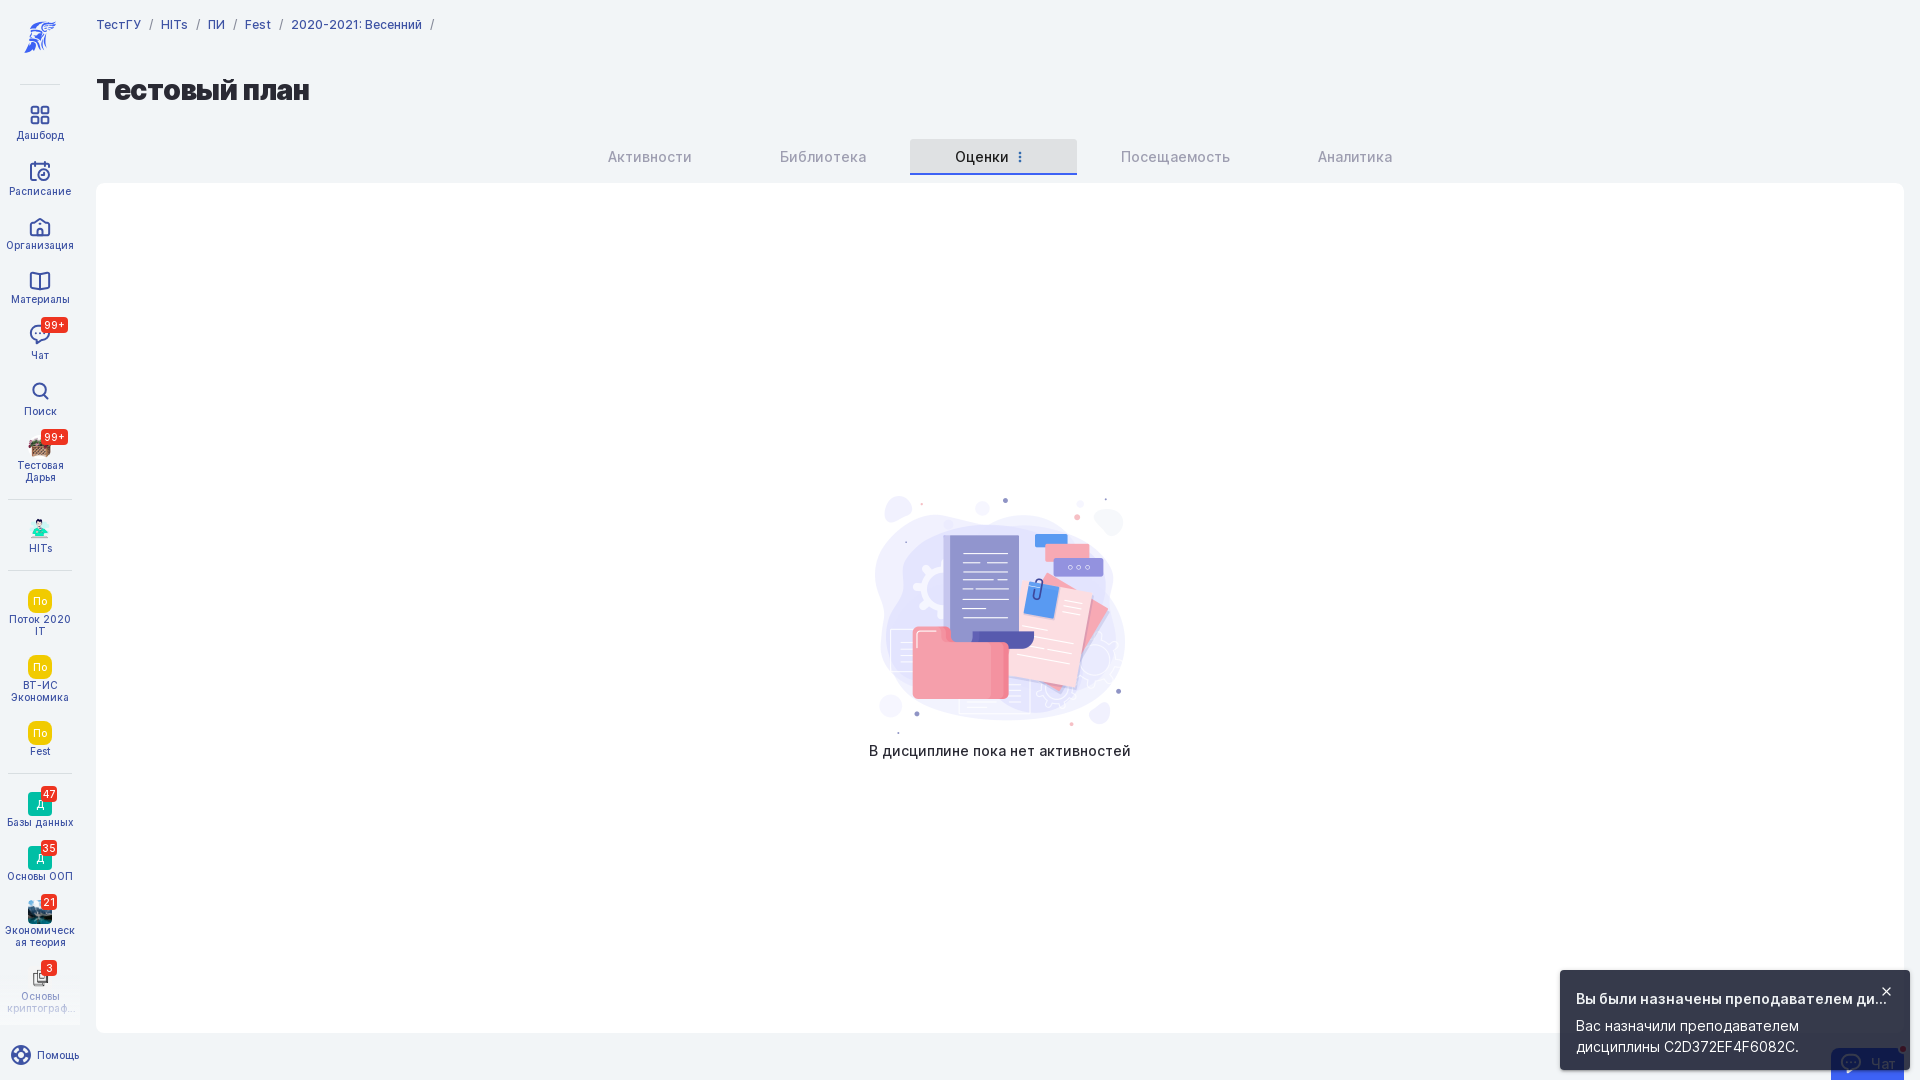 ТестГУ / HITs / ПИ / Fest / 2020-2021: Весенний /
Тестовый план
Активности
Библиотека
Оценки
Посещаемость
Аналитика
Дашборд
Расписание
Организация
Материалы
99+
Чат
Поиск
99+
Тестовая
Дарья
HITs
По
Поток 2020
IT
По
ВТ-ИС
Экономика
По
Fest
47
Д
Базы данных
35
Д
Основы ООП
21
Экономическ
ая теория
3
Основы
криптограф...
Помощь
В дисциплине пока нет активностей
Вы были назначены преподавателем ди...
Вас назначили преподавателем
дисциплины C2D372EF4F6082C.
Чат